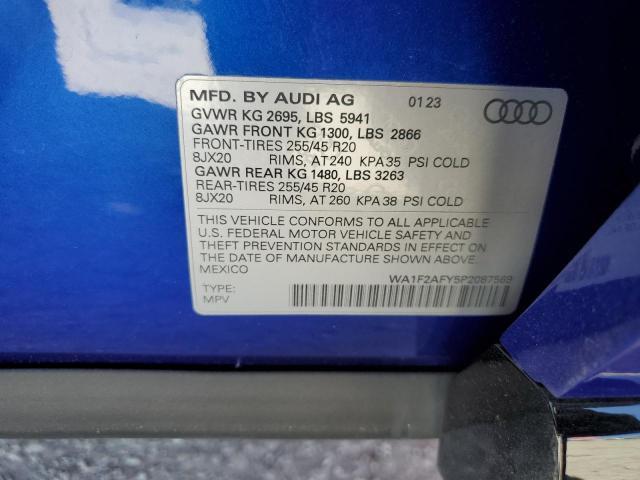 MFD. BY AUDI AG 01 23
GVWR KG 2695, LBS 5941
GAWR FRONT KG 1300, LBS 2866
FRONT-TIRES 255/45 R20
8JX20 RIMS, AT 240 KPA 35 PSI COLD
GAWR REAR KG 1480, LBS 3263
REAR-TIRES 255/45 R20
8JX20 RIMS, AT 260 KPA 38 PSI COLD
THIS VEHICLE CONFORMS TO ALL APPLICABLE
U.S. FEDERAL MOTOR VEHICLE SAFETY AND
THEFT PREVENTION STANDARDS IN EFFECT ON
THE DATE OF MANUFACTURE SHOWN ABOVE.
MEXICO
WA1F2AFY5P2087569
TYPE:
MPV